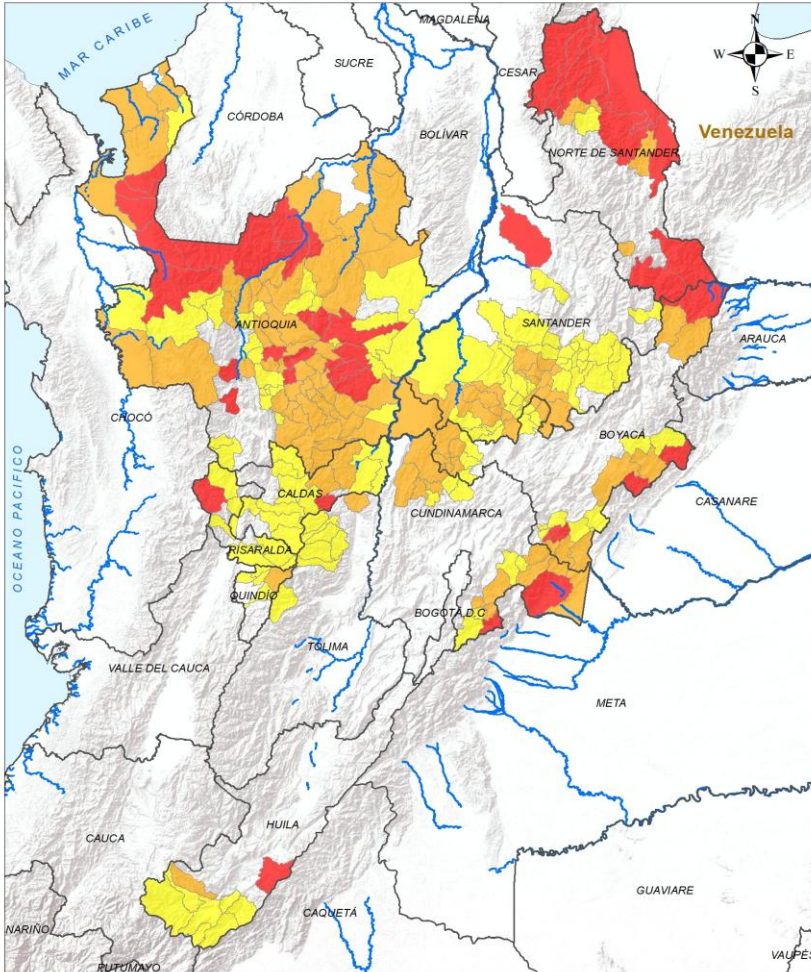 MAGDALENA
MAR CARIBE
N
W E
S
SUCRE
CESAR
CÓRDOBA
BOLÍVAR
Venezuela
NORTE DE SANTANDER
ANTIOQUIA
SANTANDER
ARAUCA
CHOCÓ
BOYACÁ
OCEANO PACIFICO
CALDAS
CASANARE
CUNDINAMARCA
RISARALDA
QUINDÍO
BOGOTÁ, D.C
TOLIMA
VALLE DEL CAUCA
META
CAUCA
HUILA
GUAVIARE
CAQUETÁ
NARIÑO
PUTUMAYO
VAUPÉS